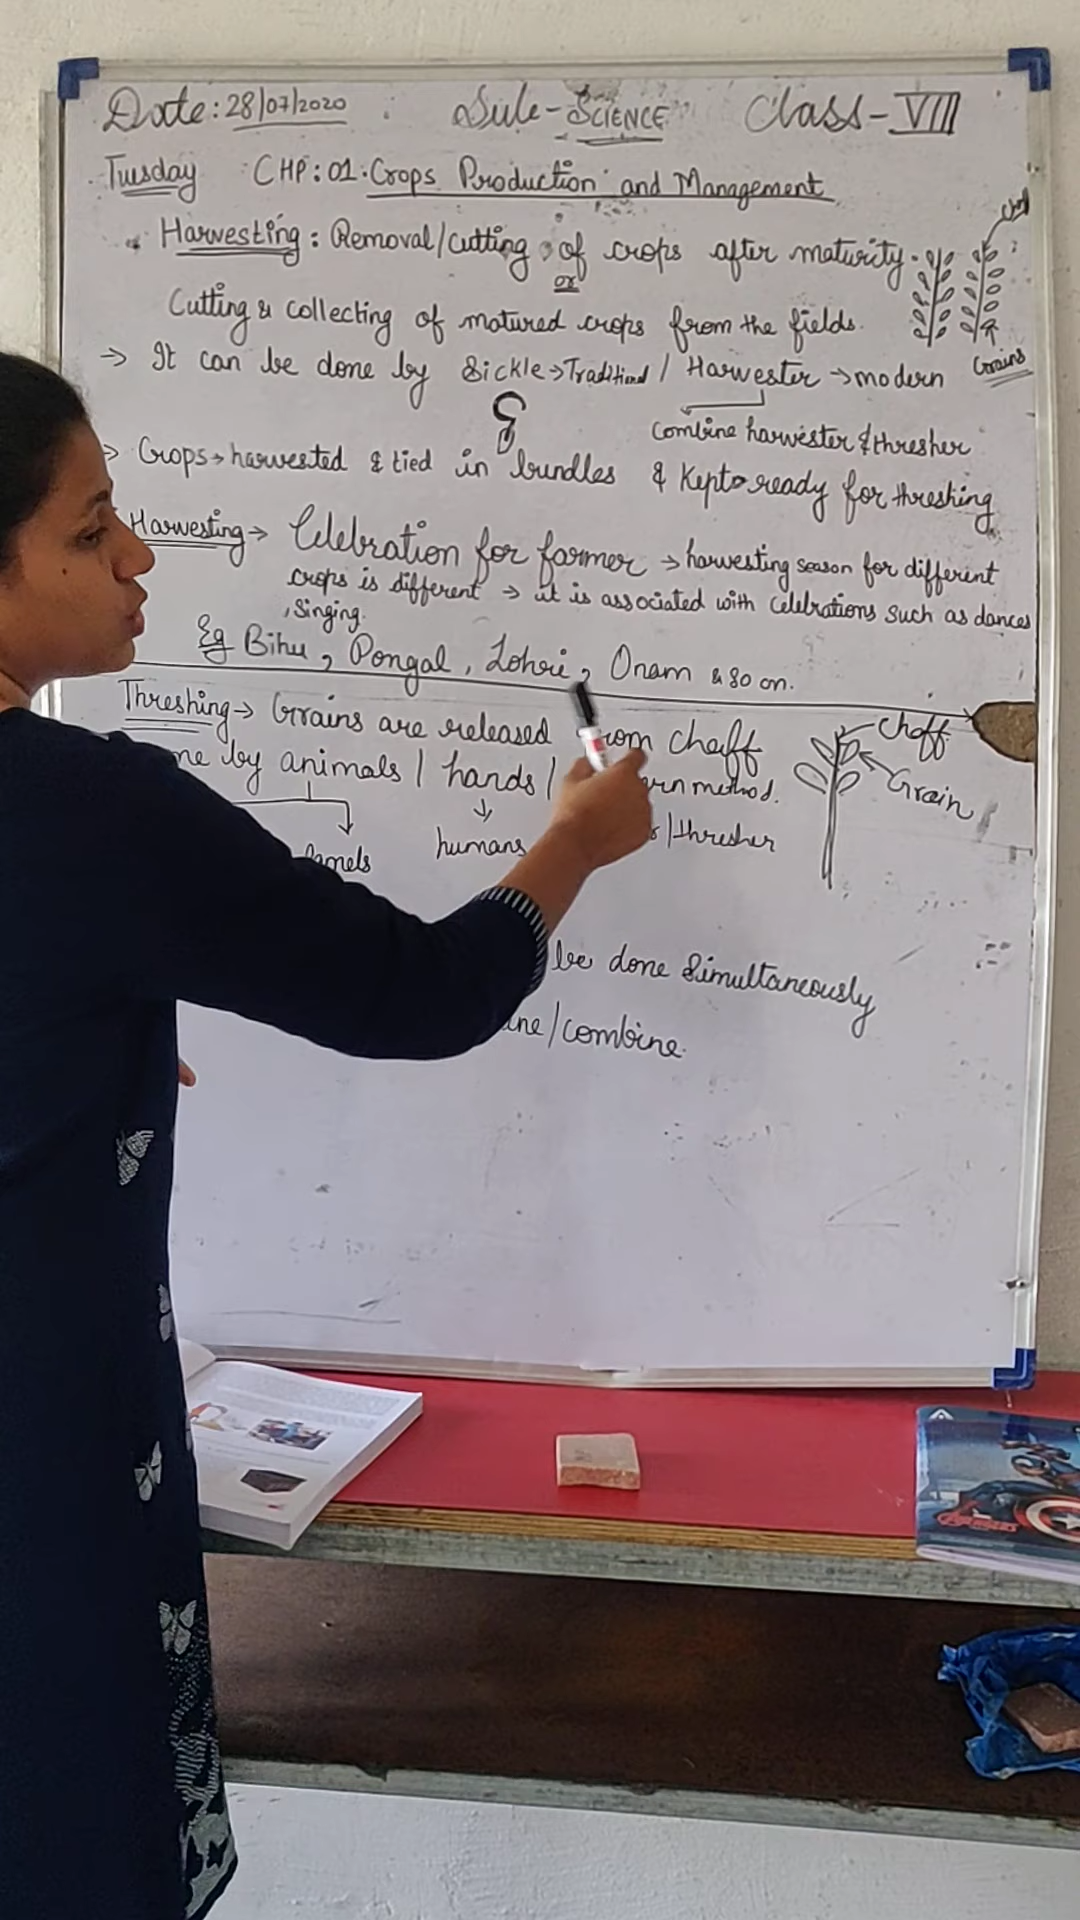 Date: 28/07/2020 Sub-SCIENCE Class-VIII
Tuesday CHP: 01. Crops Production and Management
Harvesting: Removal/cutting of crops after maturity.
or
Cutting & collecting of matured crops from the fields.
Chaff
Grains
→ It can be done by Sickle→Traditional / Harvester→modern
Combine harvester & thresher
→ Crops→harvested & tied in bundles & Kept→ready for threshing
Harvesting→ Celebration for farmer → harvesting season for different
crops is different → it is associated with celebrations such as dances
, Singing.
Eg Bihu, Pongal, Lohri, Onam & so on.
Threshing→ Grains are released from chaff
by animals / hands / method.
humans /thresher
Chaff
Grain
be done Simultaneously
/combine.